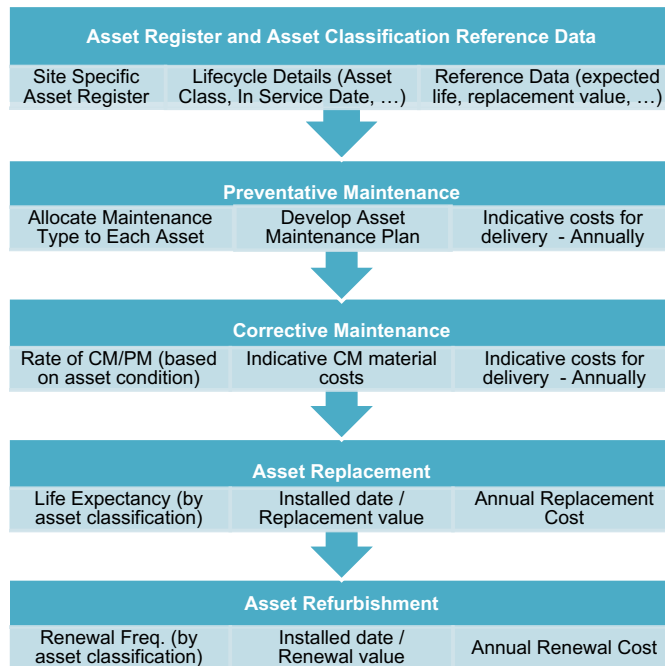 Asset Register and Asset Classification Reference Data
Site Specific
Asset Register
Lifecycle Details (Asset
Class, In Service Date, …)
Reference Data (expected
life, replacement value, …)
Preventative Maintenance
Allocate Maintenance
Type to Each Asset
Develop Asset
Maintenance Plan
Indicative costs for
delivery - Annually
Corrective Maintenance
Rate of CM/PM (based
on asset condition)
Indicative CM material
costs
Indicative costs for
delivery - Annually
Asset Replacement
Life Expectancy (by
asset classification)
Installed date /
Replacement value
Annual Replacement
Cost
Asset Refurbishment
Renewal Freq. (by
asset classification)
Installed date /
Renewal value
Annual Renewal Cost